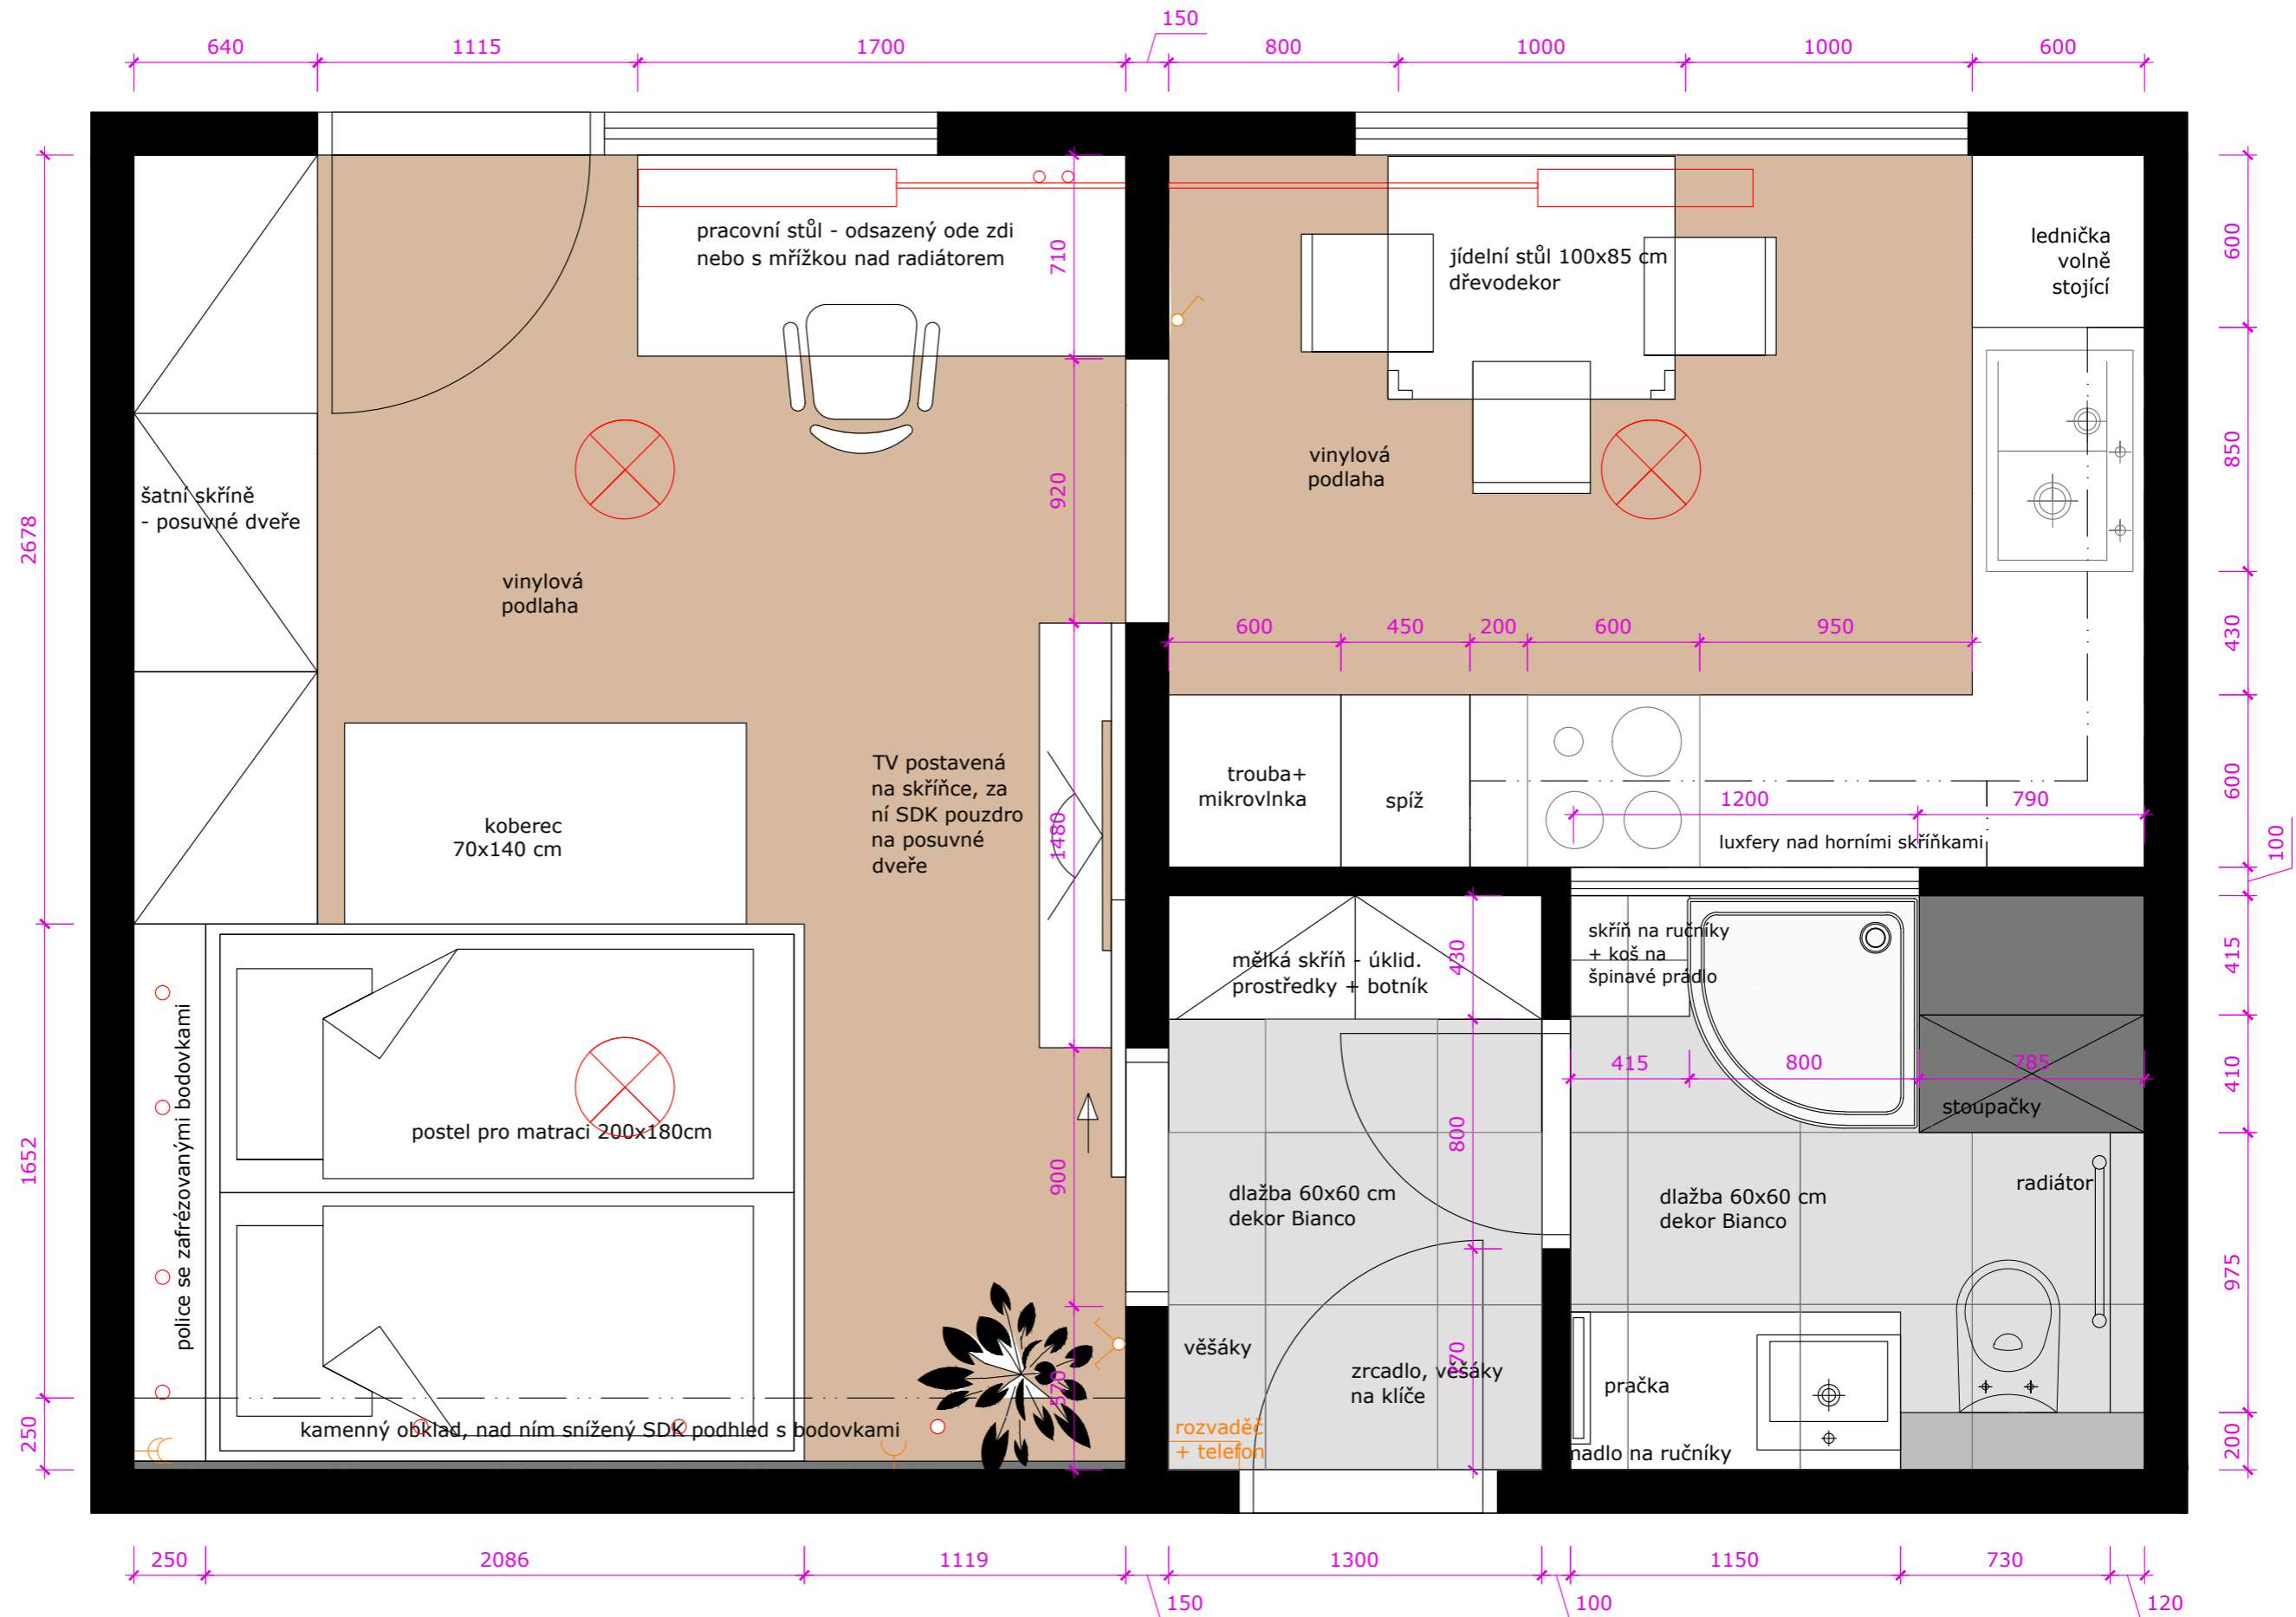 150
640
1115
1700
800
1000
1000
600
pracovní stůl - odsazený ode zdi
nebo s mřížkou nad radiátorem
710
jídelní stůl 100x85 cm
dřevodekor
lednička
volně
stojící
600
šatní skříně
- posuvné dveře
2678
920
vinylová
podlaha
850
vinylová
podlaha
600
450
200
600
950
430
TV postavená
na skříňce, za
ní SDK pouzdro
na posuvné
dveře
1480
koberec
70x140 cm
trouba+
mikrovlnka
spíž
1200
790
luxfery nad horními skříňkami
600
100
mělká skříň - úklid.
prostředky + botník
430
skříň na ručníky
+ koš na
špinavé prádlo
415
415
800
785
410
stoupačky
police se zafrézovanými bodovkami
postel pro matraci 200x180cm
1652
900
800
dlažba 60x60 cm
dekor Bianco
dlažba 60x60 cm
dekor Bianco
radiátor
975
věšáky
zrcadlo, věšáky
na klíče
770
570
pračka
250
kamenný obklad, nad ním snížený SDK podhled s bodovkami
rozvaděč
+ telefon
madlo na ručníky
200
250
2086
1119
1300
1150
730
150
100
120